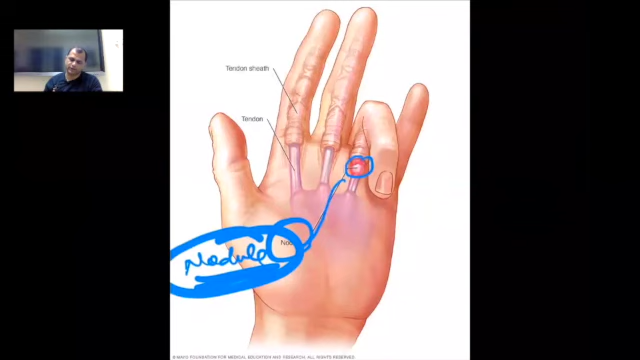 Tendon sheath
Tendon
Nodule
© MAYO FOUNDATION FOR MEDICAL EDUCATION AND RESEARCH. ALL RIGHTS RESERVED.